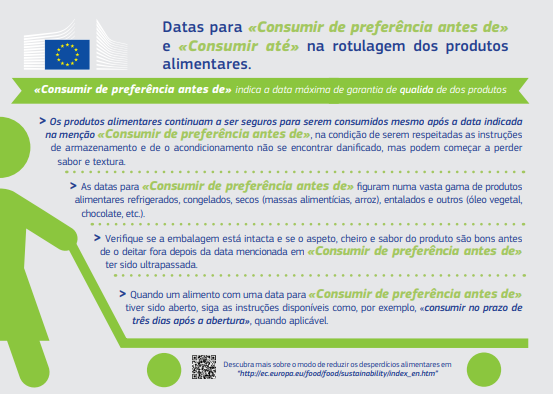 Datas para «Consumir de preferência antes de»
e «Consumir até» na rotulagem dos produtos
alimentares.
«Consumir de preferência antes de» indica a data máxima de garantia de qualida de dos produtos
> Os produtos alimentares continuam a ser seguros para serem consumidos mesmo após a data indicada
na menção «Consumir de preferência antes de», na condição de serem respeitadas as instruções
de armazenamento e de o acondicionamento não se encontrar danificado, mas podem começar a perder
sabor e textura.
> As datas para «Consumir de preferência antes de» figuram numa vasta gama de produtos
alimentares refrigerados, congelados, secos (massas alimentícias, arroz), entalados e outros (óleo vegetal,
chocolate, etc.).
> Verifique se a embalagem está intacta e se o aspeto, cheiro e sabor do produto são bons antes
de o deitar fora depois da data mencionada em «Consumir de preferência antes de»
ter sido ultrapassada.
> Quando um alimento com uma data para «Consumir de preferência antes de»
tiver sido aberto, siga as instruções disponíveis como, por exemplo, «consumir no prazo de
três dias após a abertura», quando aplicável.
Descubra mais sobre o modo de reduzir os desperdícios alimentares em
"http://ec.europa.eu/food/food/sustainability/index_en.htm"